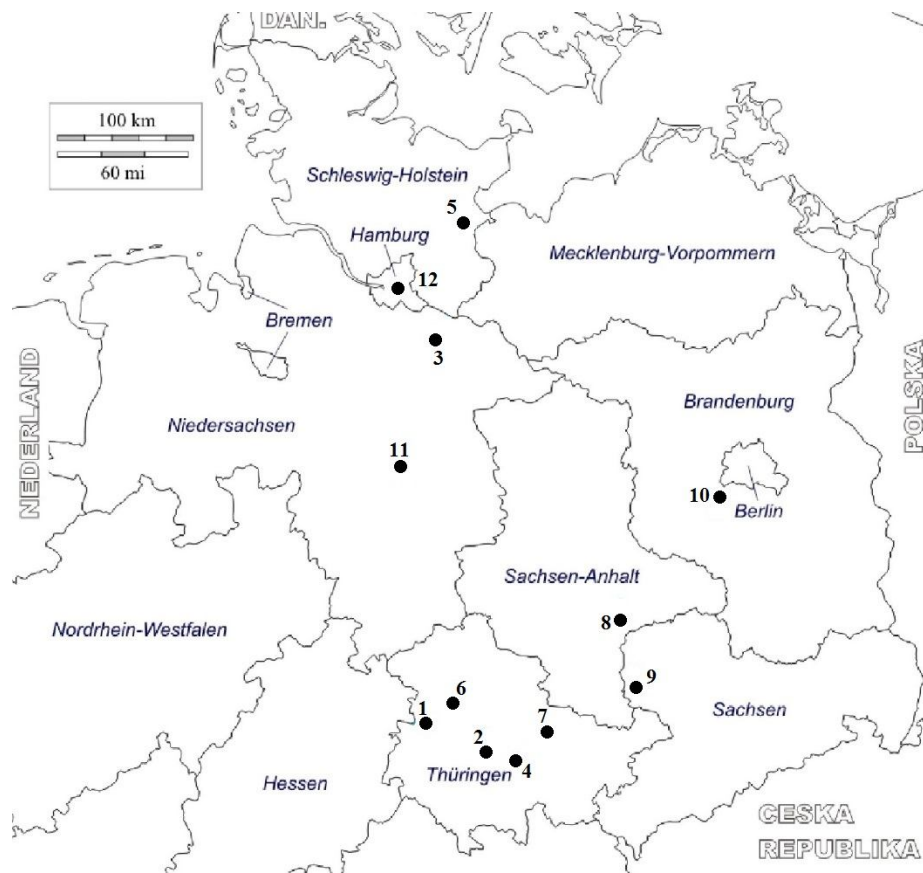 DAN.
100 km
60 mi
Schleswig-Holstein
5
Hamburg
Mecklenburg-Vorpommern
12
Bremen
3
NEDERLAND
POLSKA
Brandenburg
Niedersachsen
11
10
Berlin
Sachsen-Anhalt
8
Nordrhein-Westfalen
9
6
Sachsen
1
7
2
4
Thüringen
Hessen
CESKA
REPUBLIKA